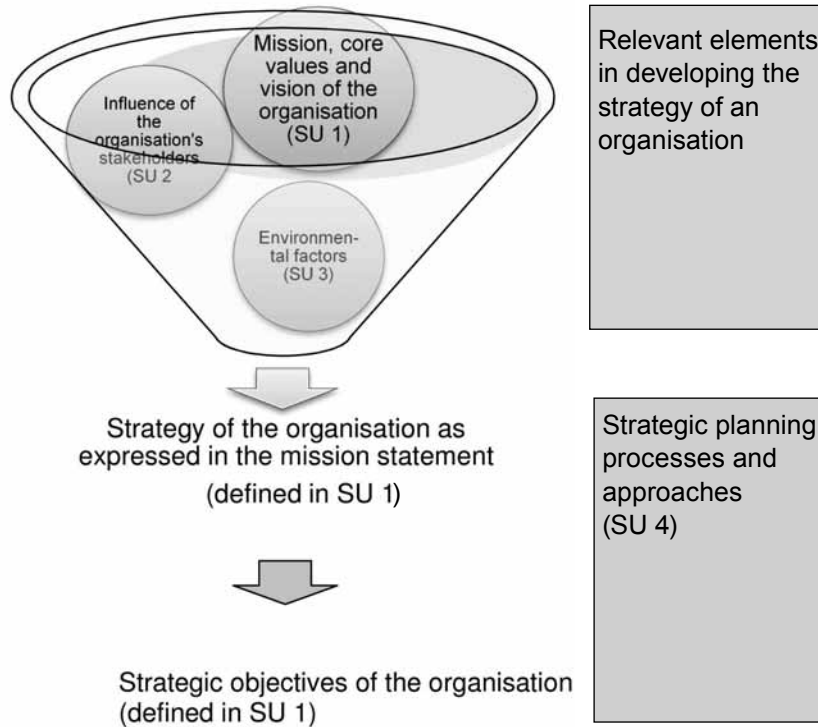 Mission, core
values and
vision of the
organisation
(SU 1)
Influence of
the
organisation's
stakeholders
(SU 2
Environmen-
tal factors
(SU 3)
Relevant elements
in developing the
strategy of an
organisation
Strategy of the organisation as
expressed in the mission statement
(defined in SU 1)
Strategic planning
processes and
approaches
(SU 4)
Strategic objectives of the organisation
(defined in SU 1)